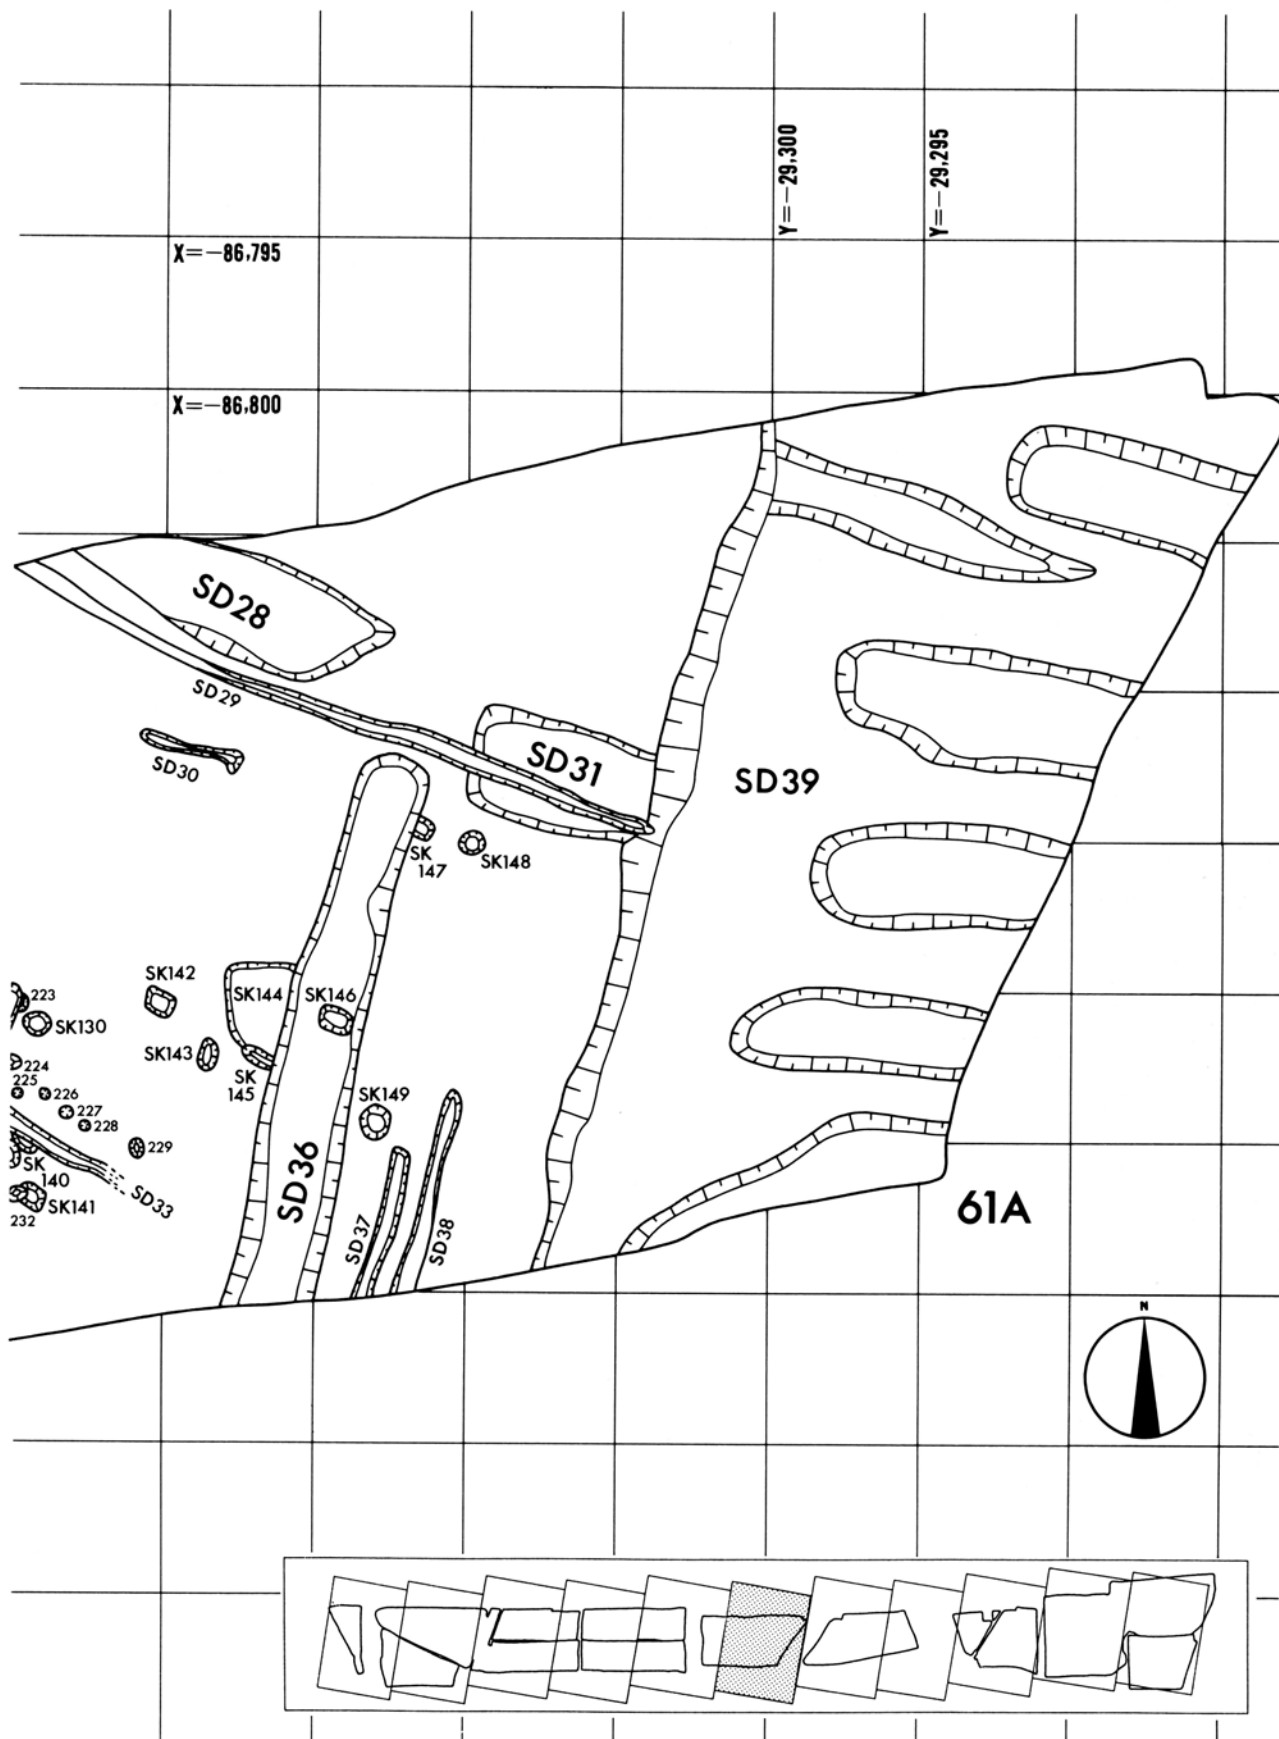 Y=−29,300
Y=−29,295
X=−86,795
X=−86,800
SD28
SD29
SD31
SD30
SD39
SK
147
SK148
SK142
SK144
SK146
223
SK130
SK143
SK
145
224
225
226
227
228
SK149
229
SK
140
SD33
SK141
232
SD36
SD37
SD38
61A
N